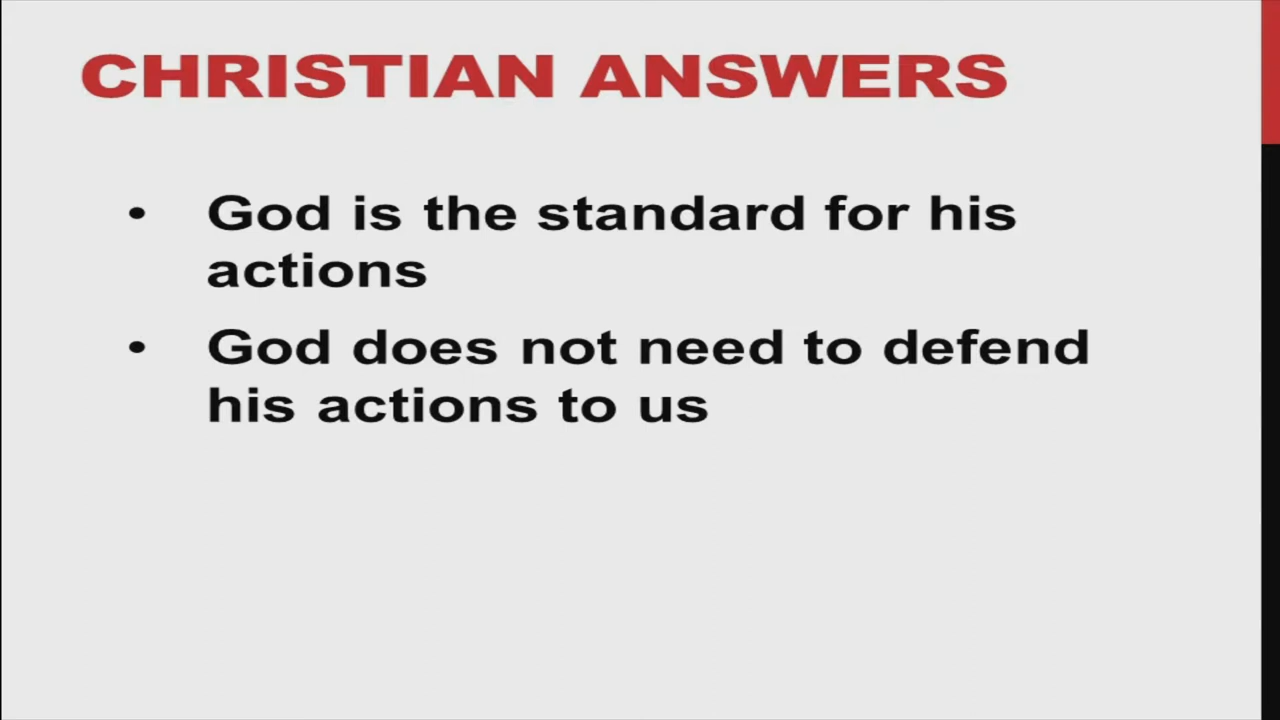 CHRISTIAN ANSWERS
• God is the standard for his
actions
• God does not need to defend
his actions to us